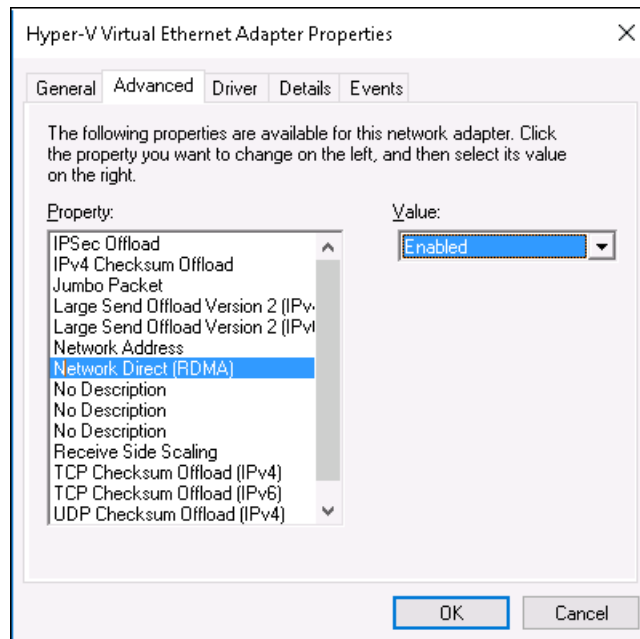 Hyper-V Virtual Ethernet Adapter Properties
General Advanced Driver Details Events
The following properties are available for this network adapter. Click
the property you want to change on the left, and then select its value
on the right.
Property:
Value:
IPSec Offload
IPv4 Checksum Offload
Jumbo Packet
Large Send Offload Version 2 (IPv
Large Send Offload Version 2 (IPv
Network Address
Network Direct (RDMA)
No Description
No Description
No Description
Receive Side Scaling
TCP Checksum Offload (IPv4)
TCP Checksum Offload (IPv6)
UDP Checksum Offload (IPv4)
Enabled
OK Cancel